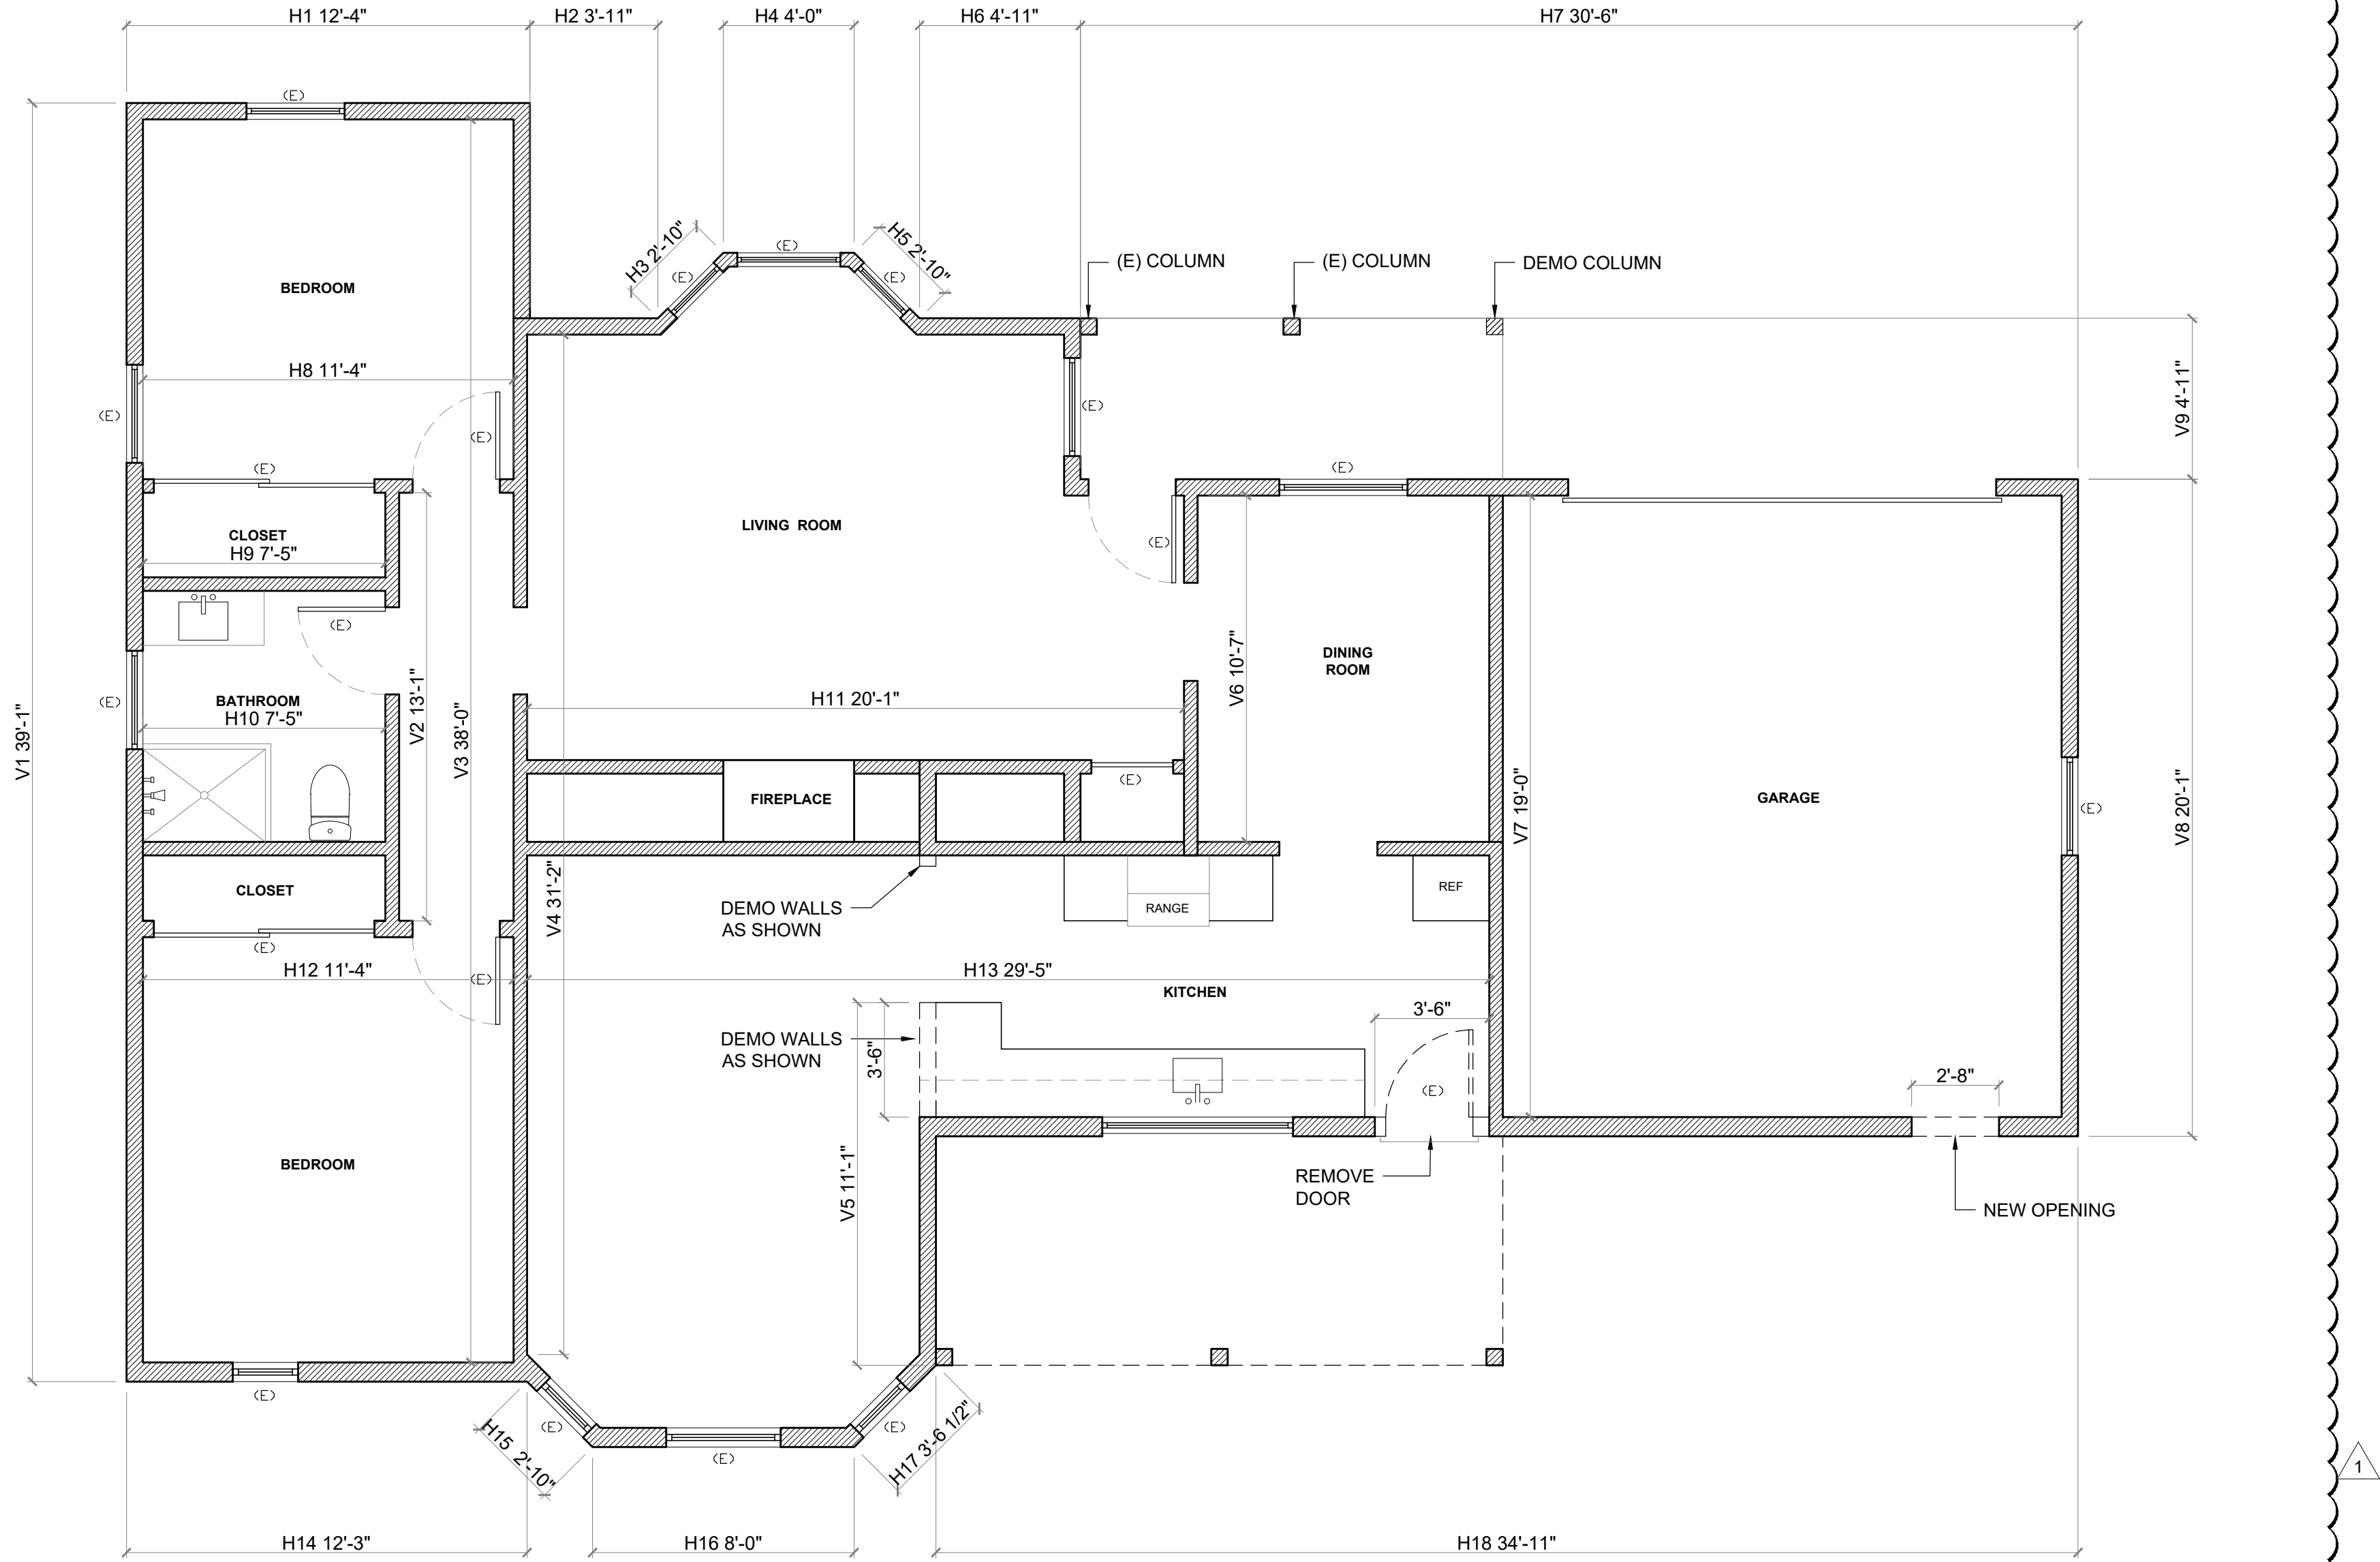 H1 12'-4"
H2 3'-11"
H4 4'-0"
H6 4'-11"
H7 30'-6"
(E)
H3 2'-10"
(E)
(E)
(E)
H5 2'-10"
(E) COLUMN
(E) COLUMN
DEMO COLUMN
BEDROOM
H8 11'-4"
(E)
(E)
(E)
V9 4'-11"
(E)
(E)
LIVING ROOM
CLOSET
H9 7'-5"
(E)
(E)
DINING
ROOM
V6 10'-7"
BATHROOM
H10 7'-5"
(E)
V2 13'-1"
V3 38'-0"
V1 39'-1"
H11 20'-1"
(E)
FIREPLACE
GARAGE
(E)
V7 19'-0"
V8 20'-1"
CLOSET
V4 31'-2"
REF
RANGE
DEMO WALLS
AS SHOWN
(E)
H12 11'-4"
(E)
H13 29'-5"
KITCHEN
3'-6"
DEMO WALLS
AS SHOWN
3'-6"
(E)
2'-8"
BEDROOM
V5 11'-1"
REMOVE
DOOR
NEW OPENING
(E)
(E)
(E)
(E)
H15 2'-10"
H17 3'-6 1/2"
1
H14 12'-3"
H16 8'-0"
H18 34'-11"